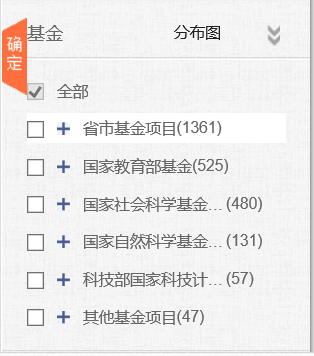 基金 分布图
确定
全部
省市基金项目(1361)
国家教育部基金(525)
国家社会科学基金... (480)
国家自然科学基金... (131)
科技部国家科技计... (57)
其他基金项目(47)